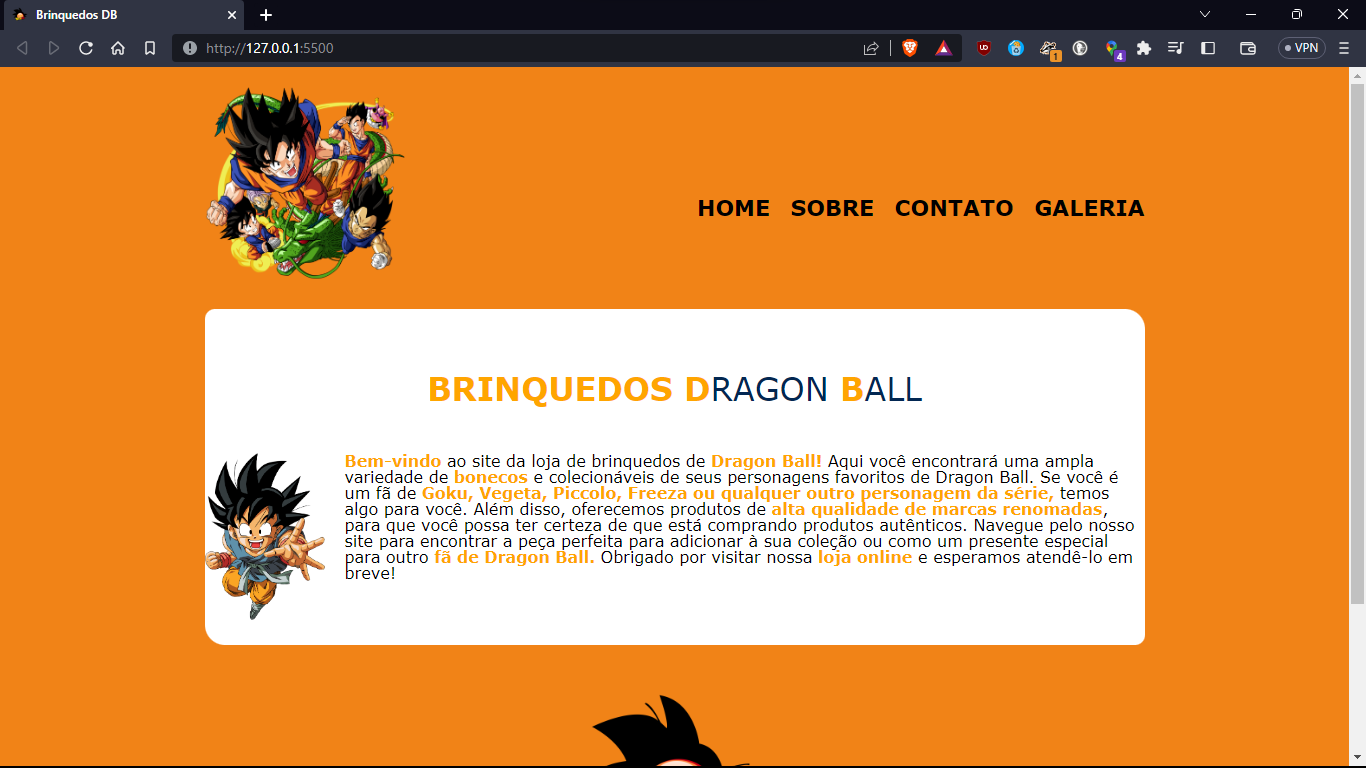 Brinquedos DB
http://127.0.0.1:5500
UD
1
4
VPN
HOME SOBRE CONTATO GALERIA
BRINQUEDOS DRAGON BALL
Bem-vindo ao site da loja de brinquedos de Dragon Ball! Aqui você encontrará uma ampla
variedade de bonecos e colecionáveis de seus personagens favoritos de Dragon Ball. Se você é
um fã de Goku, Vegeta, Piccolo, Freeza ou qualquer outro personagem da série, temos
algo para você. Além disso, oferecemos produtos de alta qualidade de marcas renomadas,
para que você possa ter certeza de que está comprando produtos autênticos. Navegue pelo nosso
site para encontrar a peça perfeita para adicionar à sua coleção ou como um presente especial
para outro fã de Dragon Ball. Obrigado por visitar nossa loja online e esperamos atendê-lo em
breve!